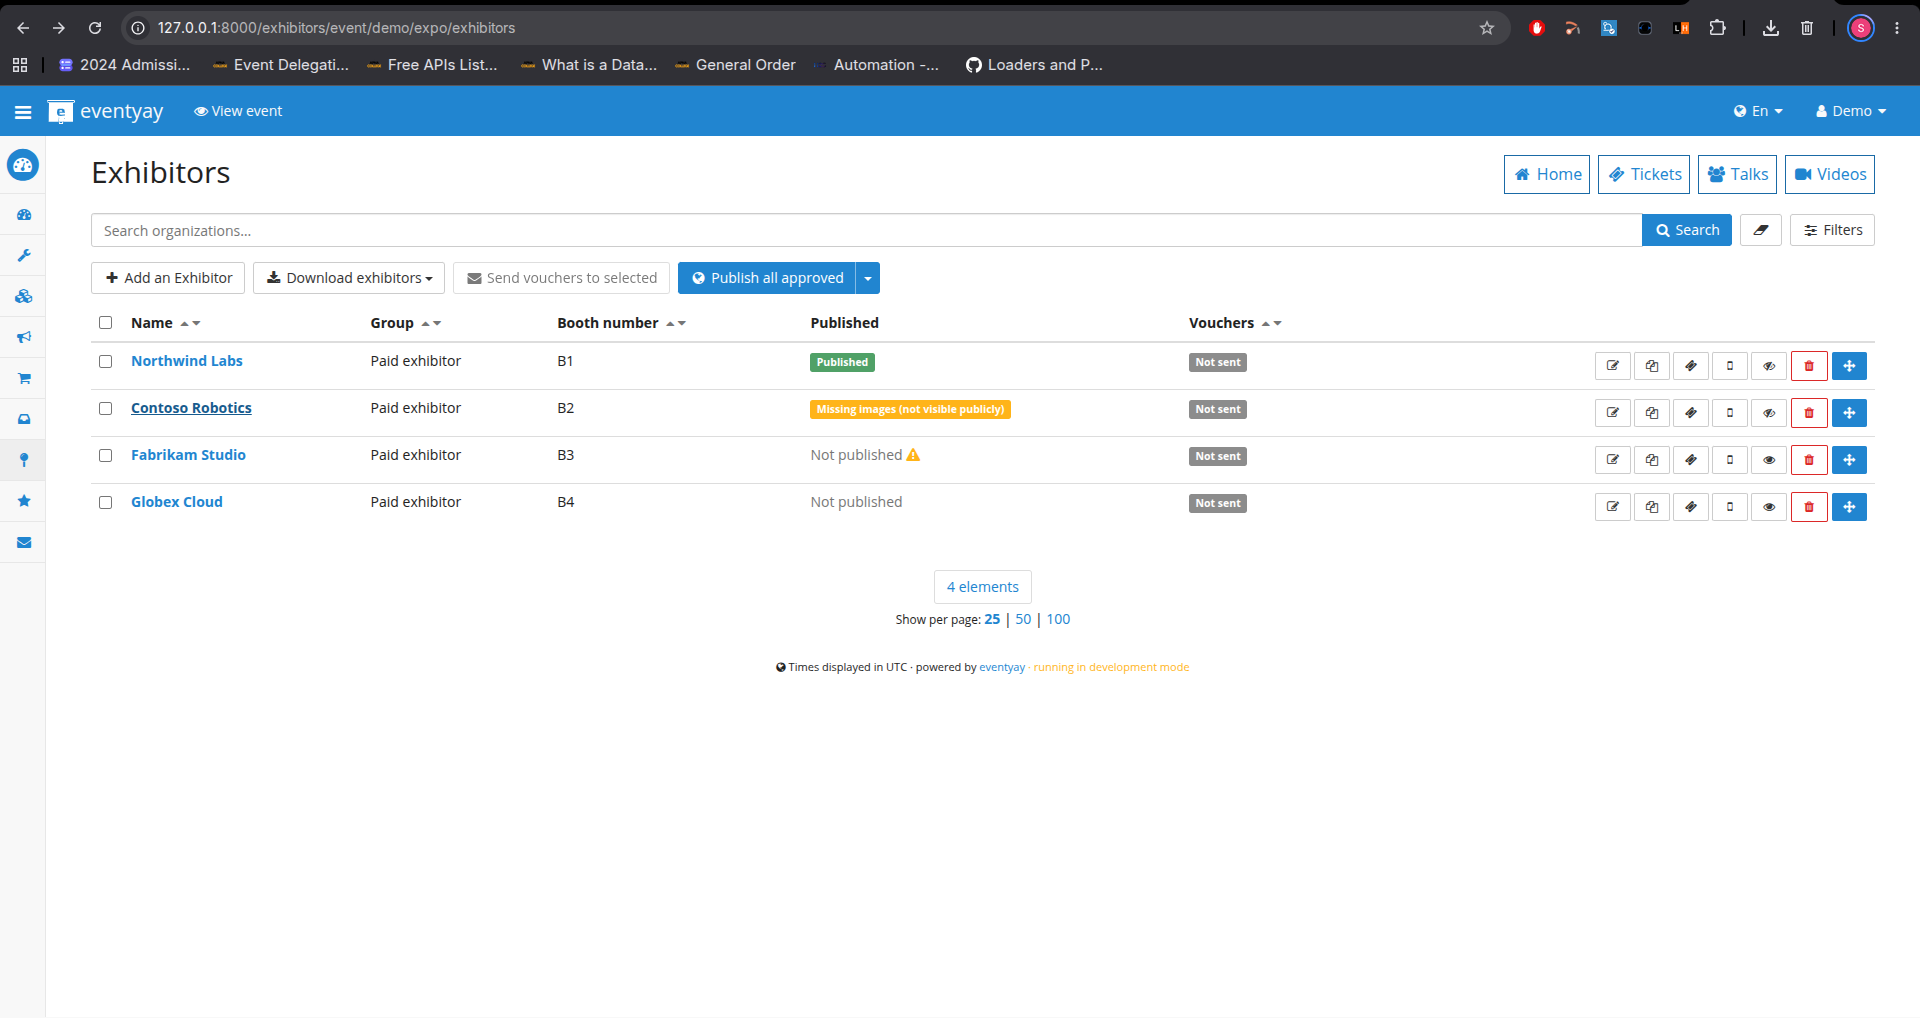 127.0.0.1:8000/exhibitors/event/demo/expo/exhibitors
S
2024 Admissi... Event Delegati... Free APIs List... What is a Data... General Order Automation -... Loaders and P...
e eventyay View event En Demo
Exhibitors Home Tickets Talks Videos
Search organizations... Search Filters
Add an Exhibitor Download exhibitors Send vouchers to selected Publish all approved
Name Group Booth number Published Vouchers
Northwind Labs Paid exhibitor B1 Published Not sent
Contoso Robotics Paid exhibitor B2 Missing images (not visible publicly) Not sent
Fabrikam Studio Paid exhibitor B3 Not published Not sent
Globex Cloud Paid exhibitor B4 Not published Not sent
4 elements
Show per page: 25 | 50 | 100
Times displayed in UTC · powered by eventyay · running in development mode